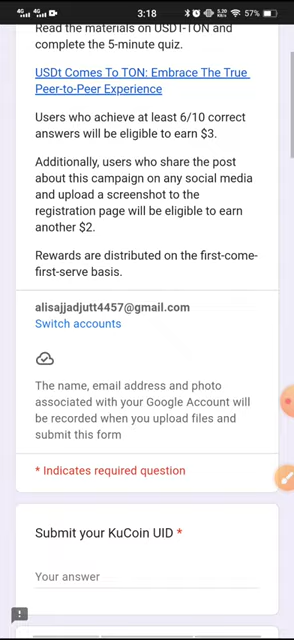 3:18
57%
Read the materials on USDT-TON and
complete the 5-minute quiz.
USDt Comes To TON: Embrace The True
Peer-to-Peer Experience
Users who achieve at least 6/10 correct
answers will be eligible to earn $3.
Additionally, users who share the post
about this campaign on any social media
and upload a screenshot to the
registration page will be eligible to earn
another $2.
Rewards are distributed on the first-come-
first-serve basis.
alisajjadjutt4457@gmail.com
Switch accounts
The name, email address and photo
associated with your Google Account will
be recorded when you upload files and
submit this form
* Indicates required question
Submit your KuCoin UID *
Your answer